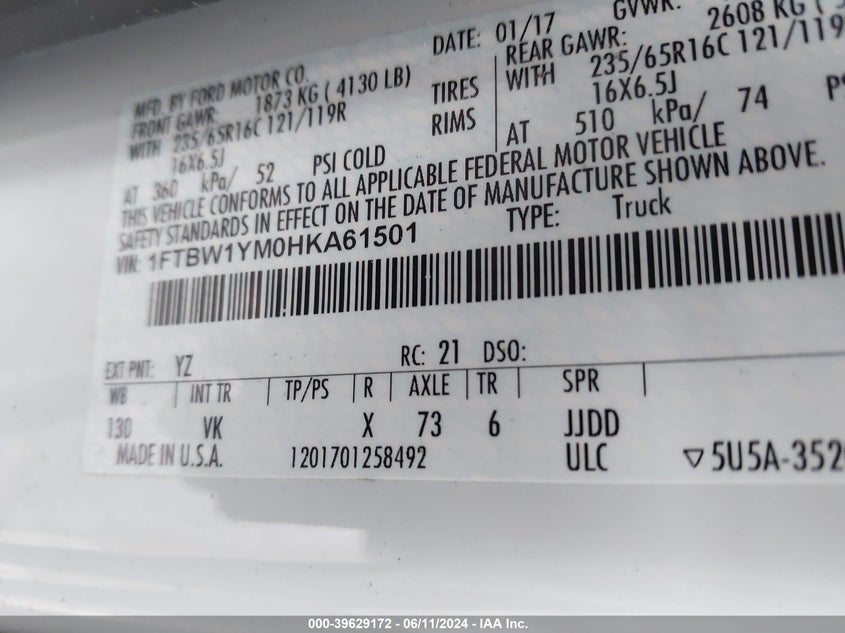 MFD. BY FORD MOTOR CO. DATE: 01/17 GVWR:
FRONT GAWR: 1873 KG ( 4130 LB) REAR GAWR: 2608 KG (
WITH 235/65R16C 121/119R TIRES WITH 235/65R16C 121/119
16X6.5J RIMS 16X6.5J
AT 360 kPa/ 52 PSI COLD AT 510 kPa/ 74 PS
THIS VEHICLE CONFORMS TO ALL APPLICABLE FEDERAL MOTOR VEHICLE
SAFETY STANDARDS IN EFFECT ON THE DATE OF MANUFACTURE SHOWN ABOVE.
VIN: 1FTBW1YM0HKA61501 TYPE: Truck
EXT PNT: YZ RC: 21 DSO:
WB INT TR TP/PS R AXLE TR SPR
130 VK X 73 6 JJDD
MADE IN U.S.A. 1201701258492 ULC ▽5U5A-352
000-39629172 - 06/11/2024 - IAA Inc.